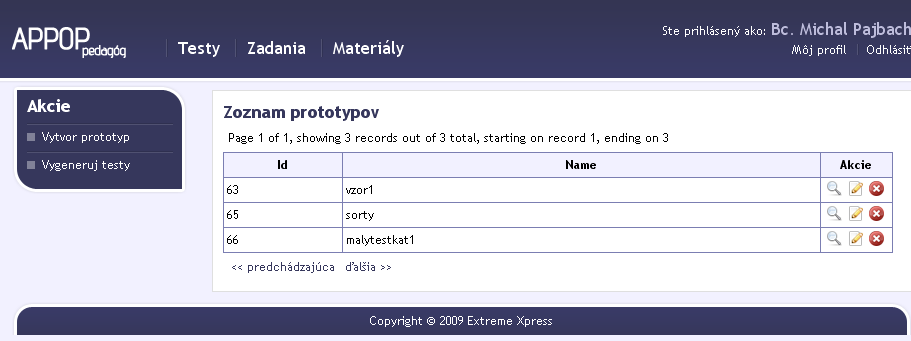 APPOP
pedagóg
Testy Zadania Materiály
Ste prihlásený ako: Bc. Michal Pajbach
Môj profil Odhlásiť
Akcie
Vytvor prototyp
Vygeneruj testy
Zoznam prototypov
Page 1 of 1, showing 3 records out of 3 total, starting on record 1, ending on 3
Id Name Akcie
63 vzor1
65 sorty
66 malytestkat1
<< predchádzajúca ďalšia >>
Copyright © 2009 Extreme Xpress